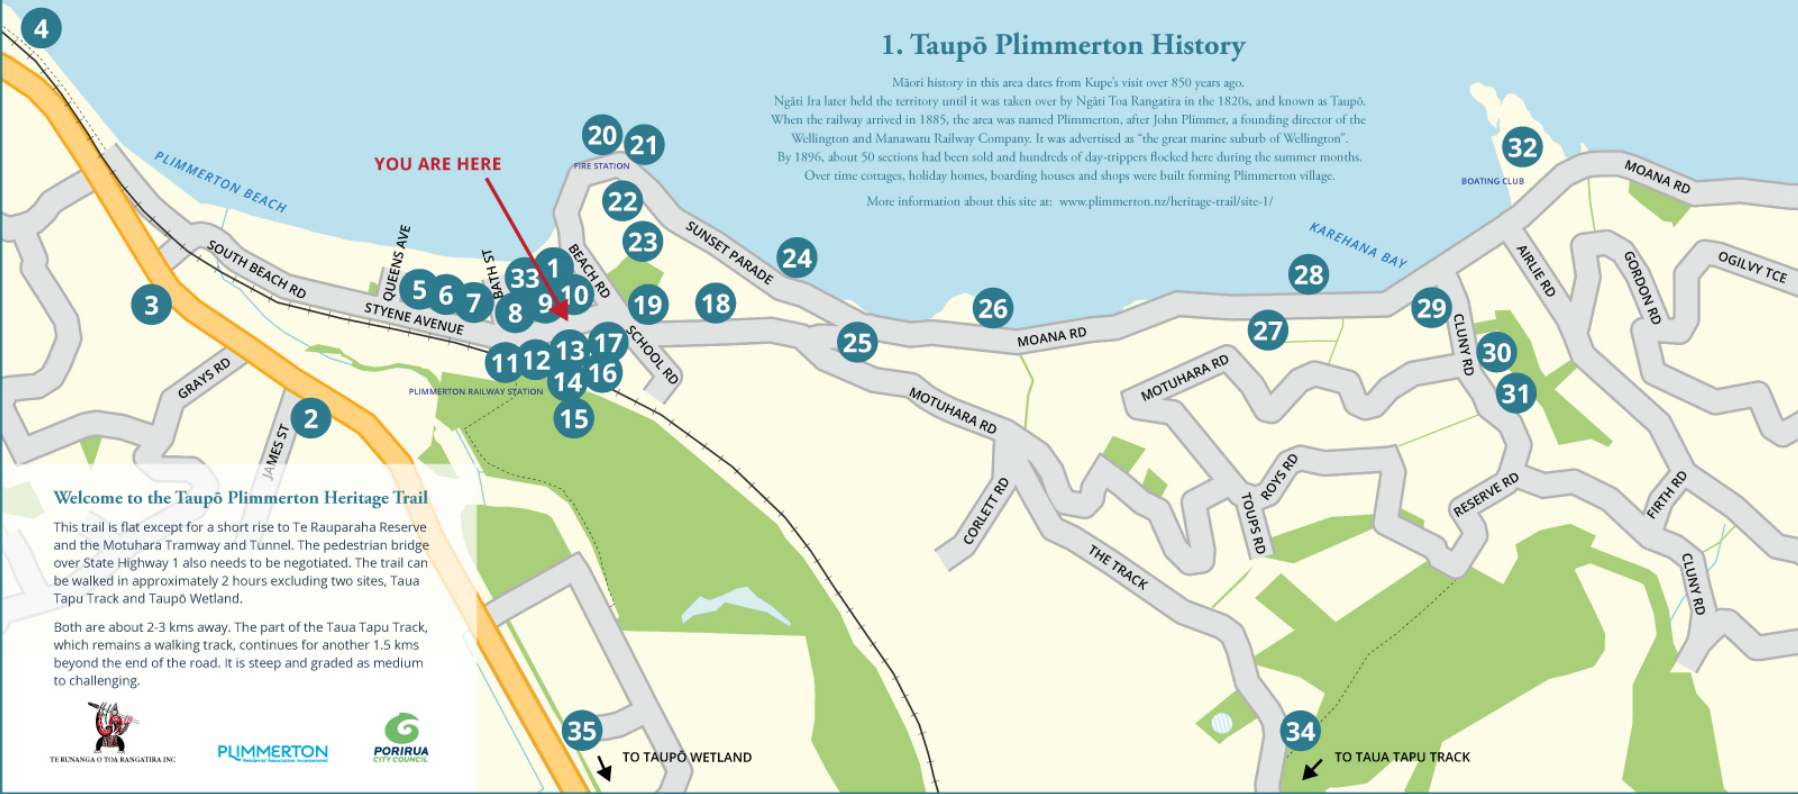 4
1. Taupō Plimmerton History
Māori history in this area dates from Kupe's visit over 850 years ago.
Ngāti Ira later held the territory until it was taken over by Ngāti Toa Rangatira in the 1820s, and known as Taupō.
When the railway arrived in 1885, the area was named Plimmerton, after John Plimmer, a founding director of the
Wellington and Manawatu Railway Company. It was advertised as "the great marine suburb of Wellington".
By 1896, about 50 sections had been sold and hundreds of day-trippers flocked here during the summer months.
Over time cottages, holiday homes, boarding houses and shops were built forming Plimmerton village.
More information about this site at: www.plimmerton.nz/heritage-trail/site-1/
YOU ARE HERE
20
21
FIRE STATION
22
23
24
PLIMMERTON BEACH
SOUTH BEACH RD
QUEENS AVE
BATH ST
BEACH RD
SUNSET PARADE
STYENE AVENUE
SCHOOL RD
5
6
7
33
1
8
9
10
19
18
3
2
11
12
13
17
14
16
15
PLIMMERTON RAILWAY STATION
GRAYS RD
JAMES ST
25
26
MOANA RD
27
28
KAREHANA BAY
32
BOATING CLUB
MOANA RD
29
30
31
CLUNY RD
AIRLIE RD
GORDON RD
OGILVY TCE
MOTUHARA RD
MOTUHARA RD
CORLETT RD
THE TRACK
TOUPS RD
ROYS RD
RESERVE RD
FIRTH RD
CLUNY RD
Welcome to the Taupō Plimmerton Heritage Trail
This trail is flat except for a short rise to Te Rauparaha Reserve
and the Motuhara Tramway and Tunnel. The pedestrian bridge
over State Highway 1 also needs to be negotiated. The trail can
be walked in approximately 2 hours excluding two sites, Taua
Tapu Track and Taupō Wetland.
Both are about 2-3 kms away. The part of the Taua Tapu Track,
which remains a walking track, continues for another 1.5 kms
beyond the end of the road. It is steep and graded as medium
to challenging.
TE RUNANGA O TOA RANGATIRA INC
PLIMMERTON
Residents' Association Incorporated
PORIRUA
CITY COUNCIL
35
TO TAUPŌ WETLAND
34
TO TAUA TAPU TRACK